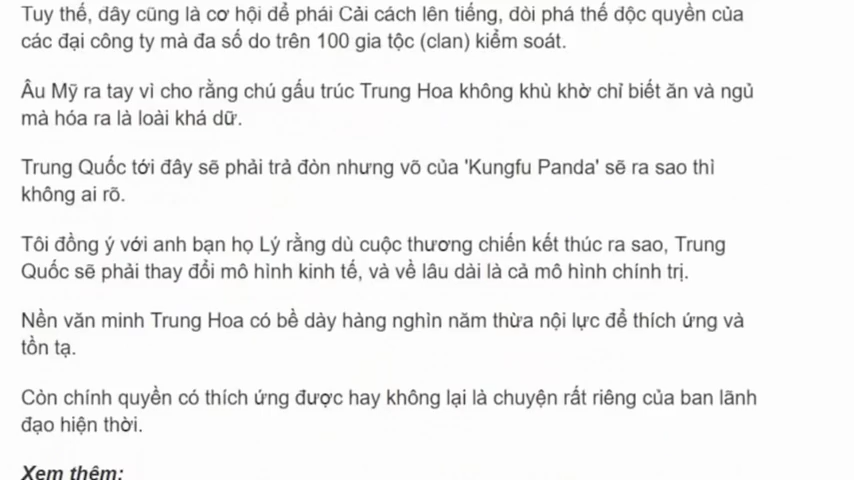 Tuy thế, đây cũng là cơ hội để phái Cải cách lên tiếng, đòi phá thế độc quyền của
các đại công ty mà đa số do trên 100 gia tộc (clan) kiểm soát.
Âu Mỹ ra tay vì cho rằng chú gấu trúc Trung Hoa không khù khờ chỉ biết ăn và ngủ
mà hóa ra là loài khá dữ.
Trung Quốc tới đây sẽ phải trả đòn nhưng võ của 'Kungfu Panda' sẽ ra sao thì
không ai rõ.
Tôi đồng ý với anh bạn họ Lý rằng dù cuộc thương chiến kết thúc ra sao, Trung
Quốc sẽ phải thay đổi mô hình kinh tế, và về lâu dài là cả mô hình chính trị.
Nền văn minh Trung Hoa có bề dày hàng nghìn năm thừa nội lực để thích ứng và
tồn tạ.
Còn chính quyền có thích ứng được hay không lại là chuyện rất riêng của ban lãnh
đạo hiện thời.
Xem thêm: